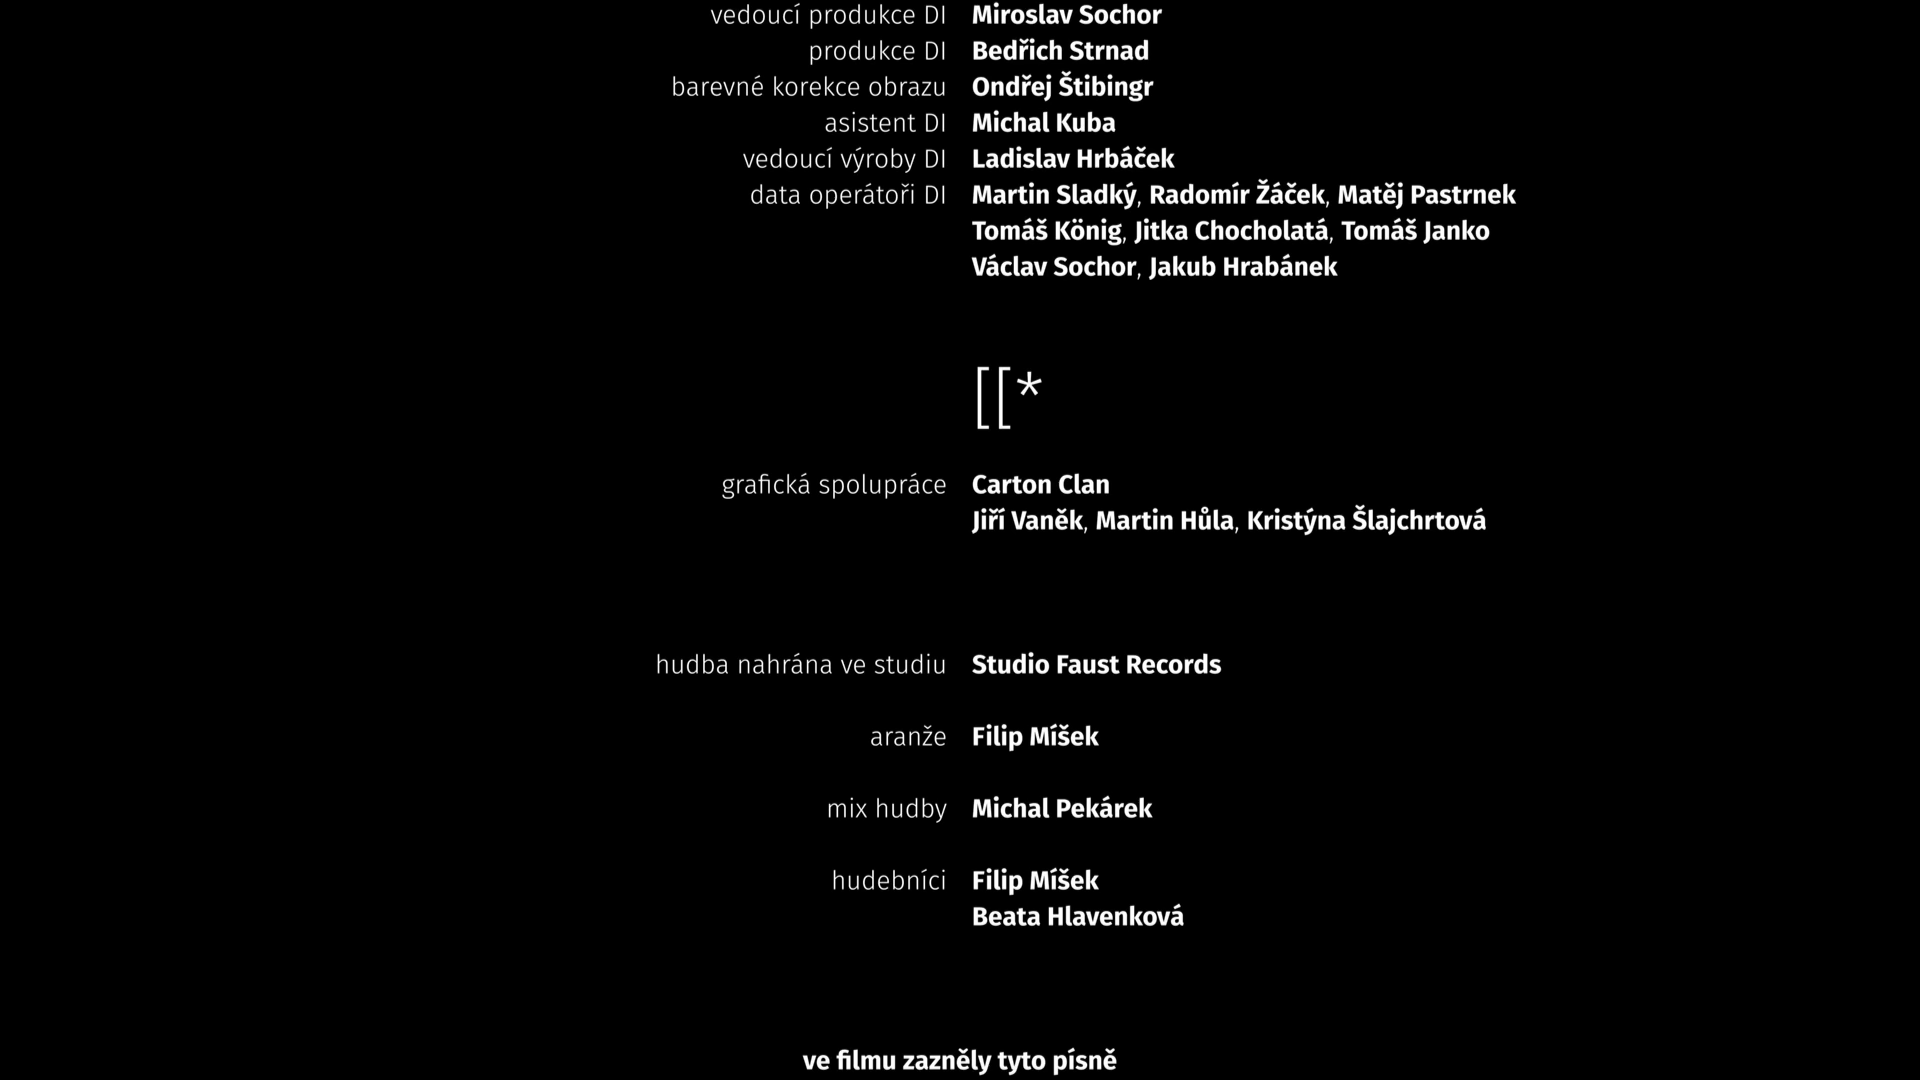 vedoucí produkce DI Miroslav Sochor
produkce DI Bedřich Strnad
barevné korekce obrazu Ondřej Štibingr
asistent DI Michal Kuba
vedoucí výroby DI Ladislav Hrbáček
data operátoři DI Martin Sladký, Radomír Žáček, Matěj Pastrnek
Tomáš König, Jitka Chocholatá, Tomáš Janko
Václav Sochor, Jakub Hrabánek
[[*
grafická spolupráce Carton Clan
Jiří Vaněk, Martin Hůla, Kristýna Šlajchrtová
hudba nahrána ve studiu Studio Faust Records
aranže Filip Míšek
mix hudby Michal Pekárek
hudebníci Filip Míšek
Beata Hlavenková
ve filmu zazněly tyto písně